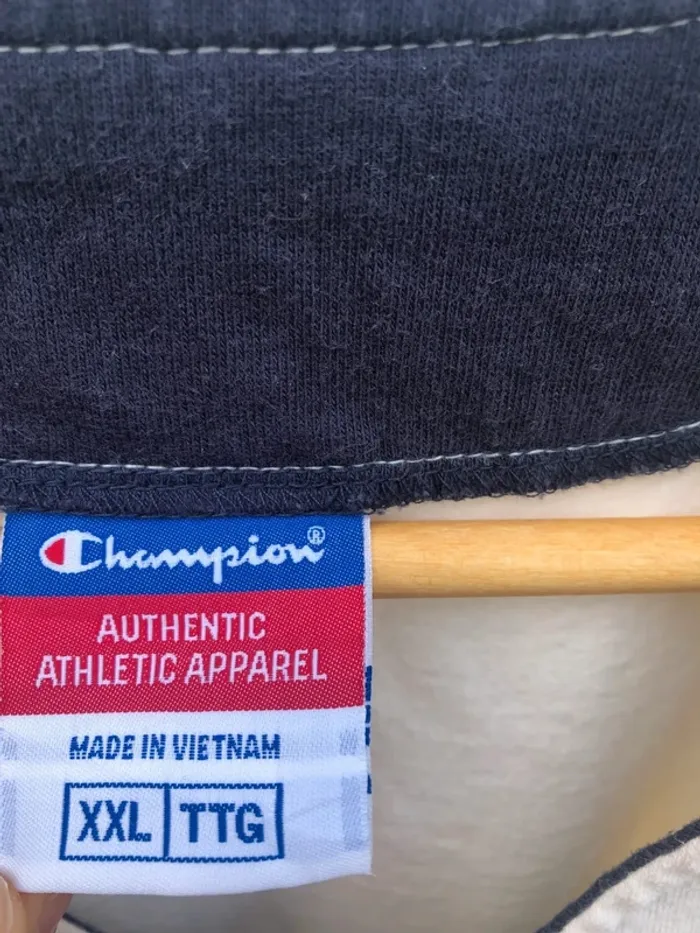 Champion®
AUTHENTIC
ATHLETIC APPAREL
MADE IN VIETNAM
XXL TTG